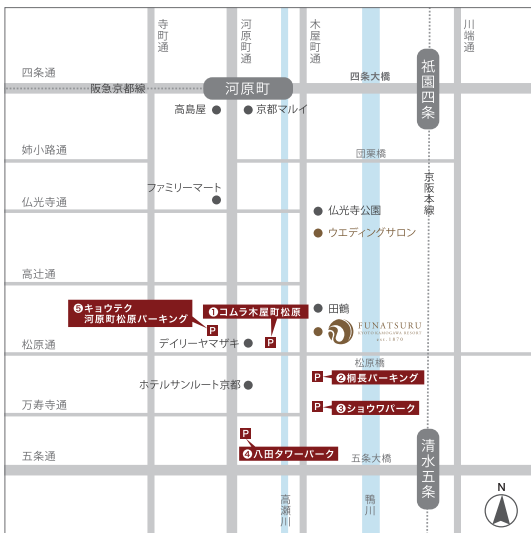 寺町通
河原町通
木屋町通
川端通
四条通
阪急京都線
河原町
四条大橋
祇園四条
高島屋
京都マルイ
姉小路通
団栗橋
京阪本線
ファミリーマート
仏光寺通
仏光寺公園
ウエディングサロン
高辻通
❺キョウテク
河原町松原パーキング
P
❶コムラ木屋町松原
P
田鶴
FUNATSURU
KYOTO KAMOGAWA RESORT
est.1870
松原通
デイリーヤマザキ
松原橋
P
❷桐長パーキング
ホテルサンルート京都
P
❸ショウワパーク
万寿寺通
P
❹八田タワーパーク
五条通
五条大橋
清水五条
高瀬川
鴨川
N